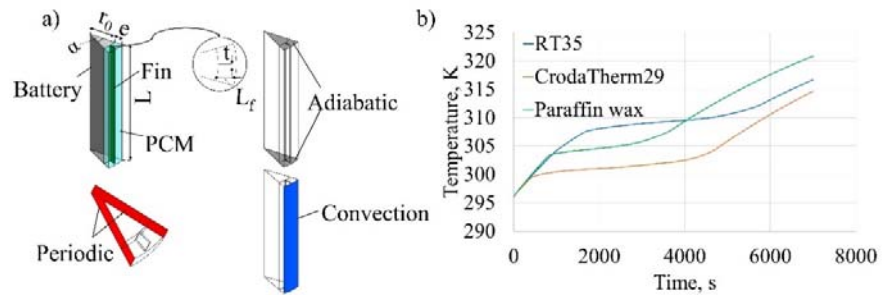 a)
r₀
e
α
t
Battery
Fin
L
L_f
Adiabatic
PCM
Convection
Periodic
b)
Temperature, K
325
320
315
310
305
300
295
290
RT35
CrodaTherm29
Paraffin wax
0
2000
4000
6000
8000
Time, s